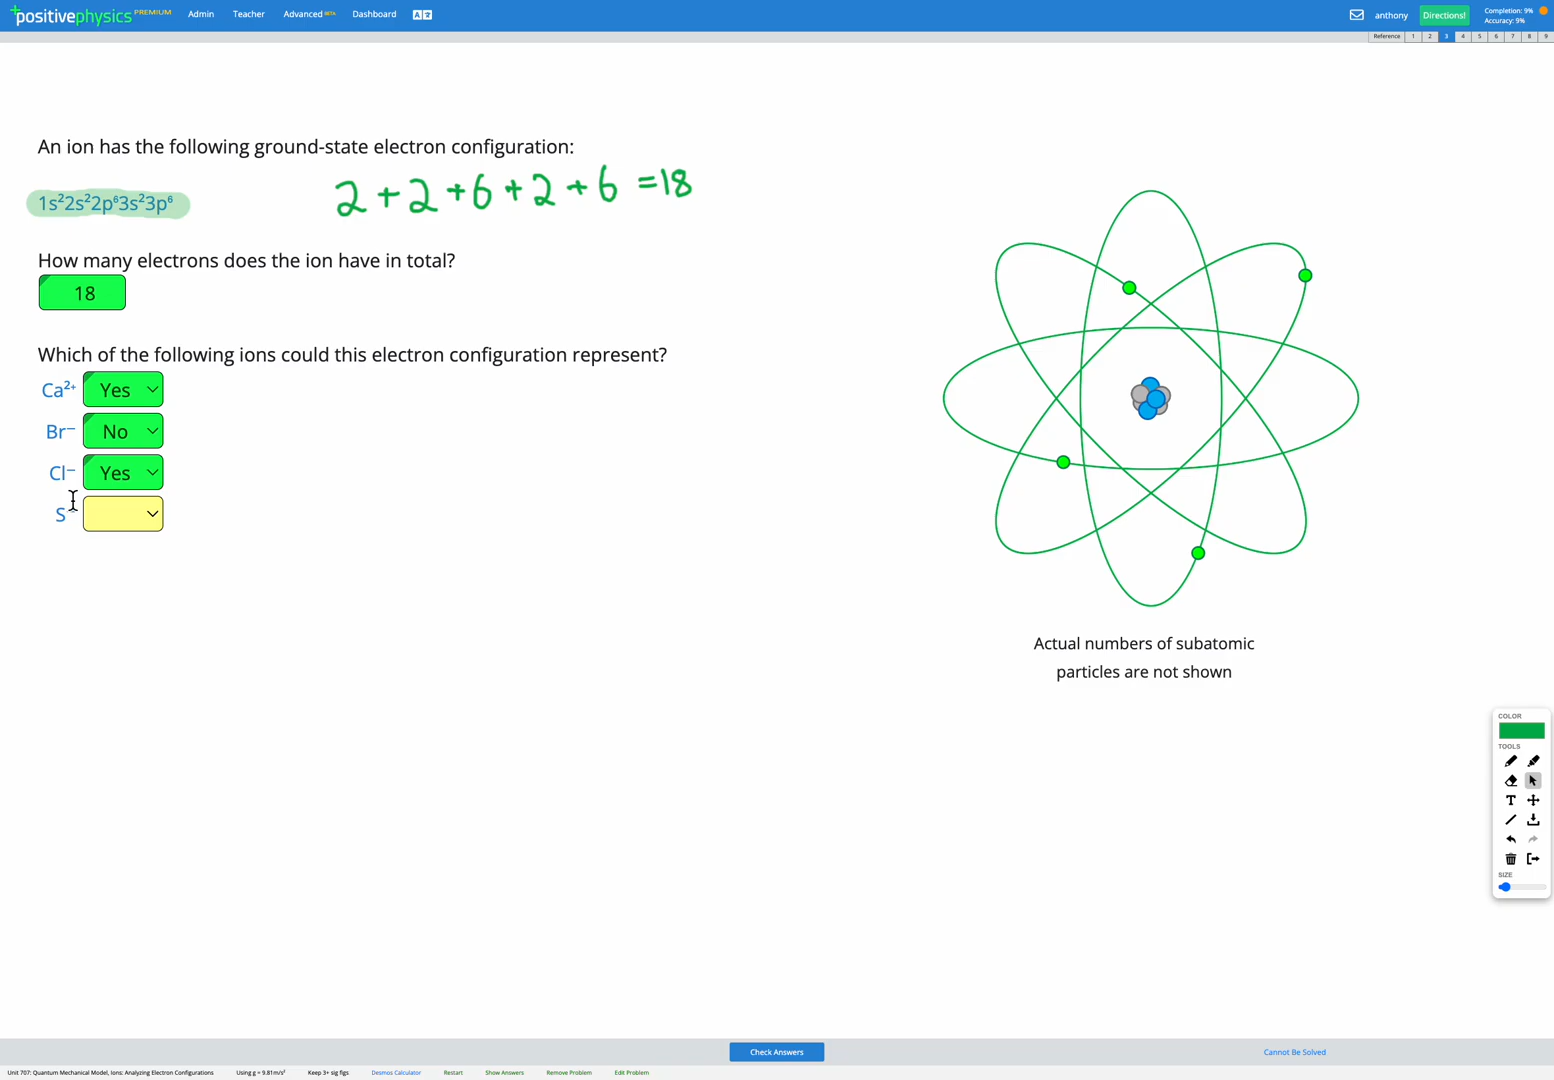 positivephysics PREMIUM Admin Teacher Advanced BETA Dashboard anthony Directions! Completion: 9%
Accuracy: 9%
Reference 1 2 3 4 5 6 7 8 9
An ion has the following ground-state electron configuration:
1s²2s²2p⁶3s²3p⁶
2 + 2 + 6 + 2 + 6 = 18
How many electrons does the ion have in total?
18
Which of the following ions could this electron configuration represent?
Ca²⁺ Yes
Br⁻ No
Cl⁻ Yes
S
Actual numbers of subatomic
particles are not shown
COLOR
TOOLS
T
SIZE
Check Answers Cannot Be Solved
Unit 707: Quantum Mechanical Model, Ions: Analyzing Electron Configurations Using g = 9.81m/s² Keep 3+ sig figs Desmos Calculator Restart Show Answers Remove Problem Edit Problem